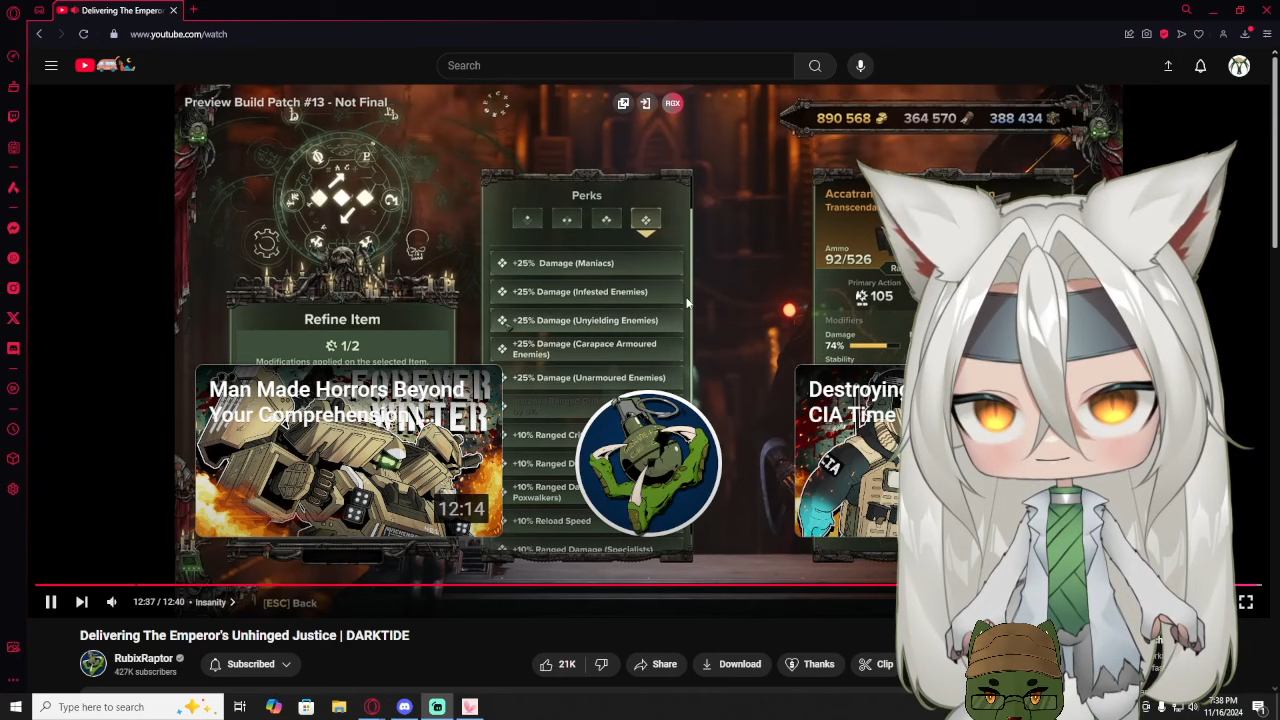 Delivering The Emperor
www.youtube.com/watch
Search
Preview Build Patch #13 - Not Final
RGX
890 568
364 570
388 434
Refine Item
1/2
Modifications applied on the selected Item.
Perks
+25% Damage (Maniacs)
+25% Damage (Infested Enemies)
+25% Damage (Unyielding Enemies)
+25% Damage (Carapace Armoured
Enemies)
+25% Damage (Unarmoured Enemies)
+10% Ranged Cri
+10% Ranged D
+10% Ranged Da
Poxwalkers)
+10% Reload Speed
+10% Ranged Damage (Specialists)
Accatran
Transcenda
Ammo
92/526
Ra
Primary Action
105
Modifiers
Damage
74%
Stability
Man Made Horrors Beyond
Your Comprehension
FOREVER
WINTER
12:14
Destroying
CIA Time
CIA
12:37 / 12:40 • Insanity
[ESC] Back
Delivering The Emperor's Unhinged Justice | DARKTIDE
RubixRaptor
427K subscribers
Subscribed
21K
Share
Download
Thanks
Clip
Type here to search
7:38 PM
11/16/2024